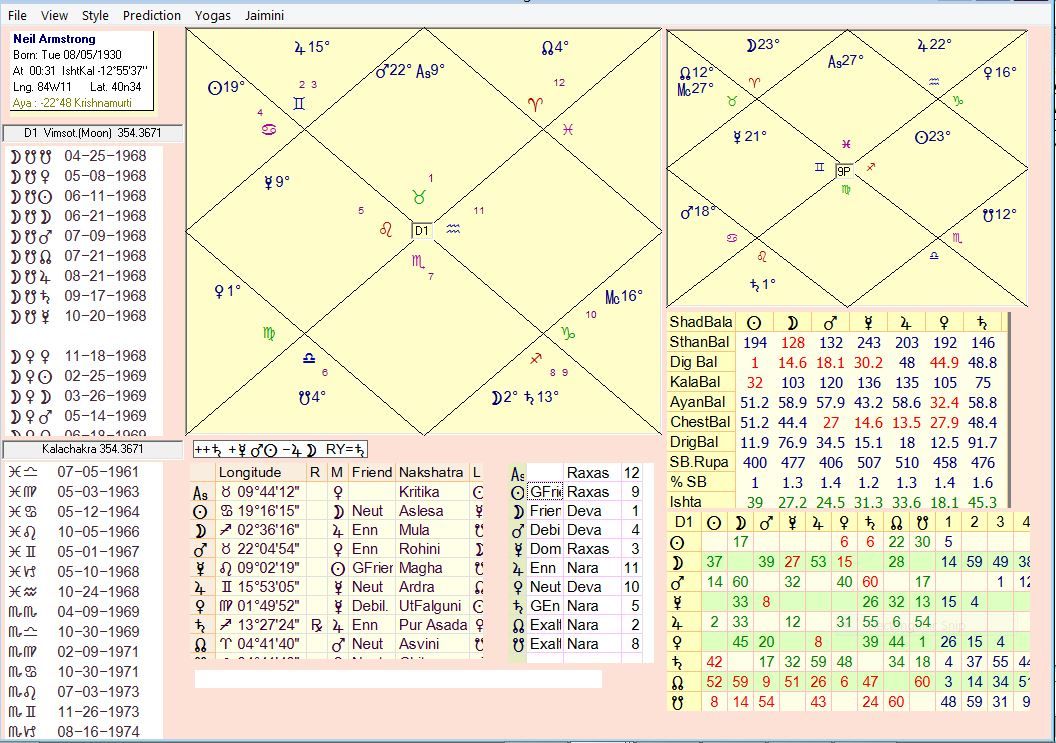 File View Style Prediction Yogas Jaimini
Neil Armstrong
Born: Tue 08/05/1930
At 00:31 IshtKal -12°55'37"
Lng. 84W11 Lat. 40n34
Aya : -22°48 Krishnamurti
D1 Vimsot.(Moon) 354.3671
☽☋☋ 04-25-1968
☽☋♀ 05-08-1968
☽☋☉ 06-11-1968
☽☋☽ 06-21-1968
☽☋♂ 07-09-1968
☽☋☊ 07-21-1968
☽☋♃ 08-21-1968
☽☋♄ 09-17-1968
☽☋☿ 10-20-1968
☽♀♀ 11-18-1968
☽♀☉ 02-25-1969
☽♀☽ 03-26-1969
☽♀♂ 05-14-1969
Kalachakra 354.3671
♓♎ 07-05-1961
♓♍ 05-03-1963
♓♋ 05-12-1964
♓♌ 10-05-1966
♓♊ 05-01-1967
♓♑ 05-10-1968
♓♒ 10-24-1968
♏♏ 04-09-1969
♏♎ 10-30-1969
♏♍ 02-09-1971
♏♋ 10-30-1971
♏♌ 07-03-1973
♏♊ 11-26-1973
♏♑ 08-16-1974
♃15° ☊4°
♂22° As9°
☉19° 2 3 12
♊ ♈
4
♋ ♓
☿9° 1
♉
5 11
♌ D1 ♒
♏
7
♀1° Mc16°
10
♍ ♑
♎ ♐
6 8 9
☋4° ☽2° ♄13°
☽23° ♃22°
As27°
☊12° ♀16°
Mc27° ♈ ♒
♉ ♑
☿21° ☉23°
♓
♊ 9P ♐
♍
♂18° ☋12°
♋ ♏
♌ ♎
♄1°
ShadBala ☉ ☽ ♂ ☿ ♃ ♀ ♄
SthanBal 194 128 132 243 203 192 146
Dig Bal 1 14.6 18.1 30.2 48 44.9 48.8
KalaBal 32 103 120 136 135 105 75
AyanBal 51.2 58.9 57.9 43.2 58.6 32.4 58.8
ChestBal 51.2 44.4 27 14.6 13.5 27.9 48.4
DrigBal 11.9 76.9 34.5 15.1 18 12.5 91.7
SB.Rupa 400 477 406 507 510 458 476
% SB 1 1.3 1.4 1.2 1.3 1.4 1.6
Ishta 39 27.2 24.5 31.3 33.6 18.1 45.3
++♄ +☿♂☉ −♃☽ RY=♄
Longitude R M Friend Nakshatra L
As ♉ 09°44'12" ♀ Kritika ☉
☉ ♋ 19°16'15" ☽ Neut Aslesa ☿
☽ ♐ 02°36'16" ♃ Enn Mula ☋
♂ ♉ 22°04'54" ♀ Enn Rohini ☽
☿ ♌ 09°02'19" ☉ GFrier Magha ☋
♃ ♊ 15°53'05" ☿ Neut Ardra ☊
♀ ♍ 01°49'52" ☿ Debil. UtFalguni ☉
♄ ♐ 13°27'24" ℞ ♃ Enn Pur Asada ♀
☊ ♈ 04°41'40" ♂ Neut Asvini ☋
As Raxas 12
☉ GFrie Raxas 9
☽ Frien Deva 1
♂ Debi Deva 4
☿ Dom Raxas 3
♃ Enn Nara 11
♀ Neut Deva 10
♄ GEn Nara 5
☊ Exalt Nara 2
☋ Exalt Nara 8
D1 ☉ ☽ ♂ ☿ ♃ ♀ ♄ ☊ ☋ 1 2 3 4
☉ 17 6 6 22 30 5
☽ 37 39 27 53 15 28 14 59 49 38
♂ 14 60 32 40 60 17 1 12
☿ 33 8 26 32 13 15 4
♃ 2 33 12 31 55 6 54
♀ 45 20 8 39 44 1 26 15 4
♄ 42 17 32 59 48 34 18 4 37 55 44
☊ 52 59 9 51 26 6 47 60 3 14 34 51
☋ 8 14 54 43 24 60 48 59 31 9